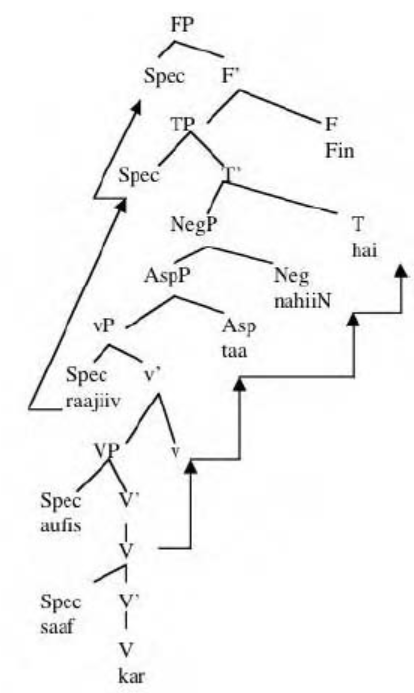 FP
Spec F'
TP F
Fin
Spec T'
NegP T
hai
AspP Neg
nahiiN
vP Asp
taa
Spec v'
raajiiv
VP v
Spec V'
aufis
V
Spec V'
saaf
V
kar